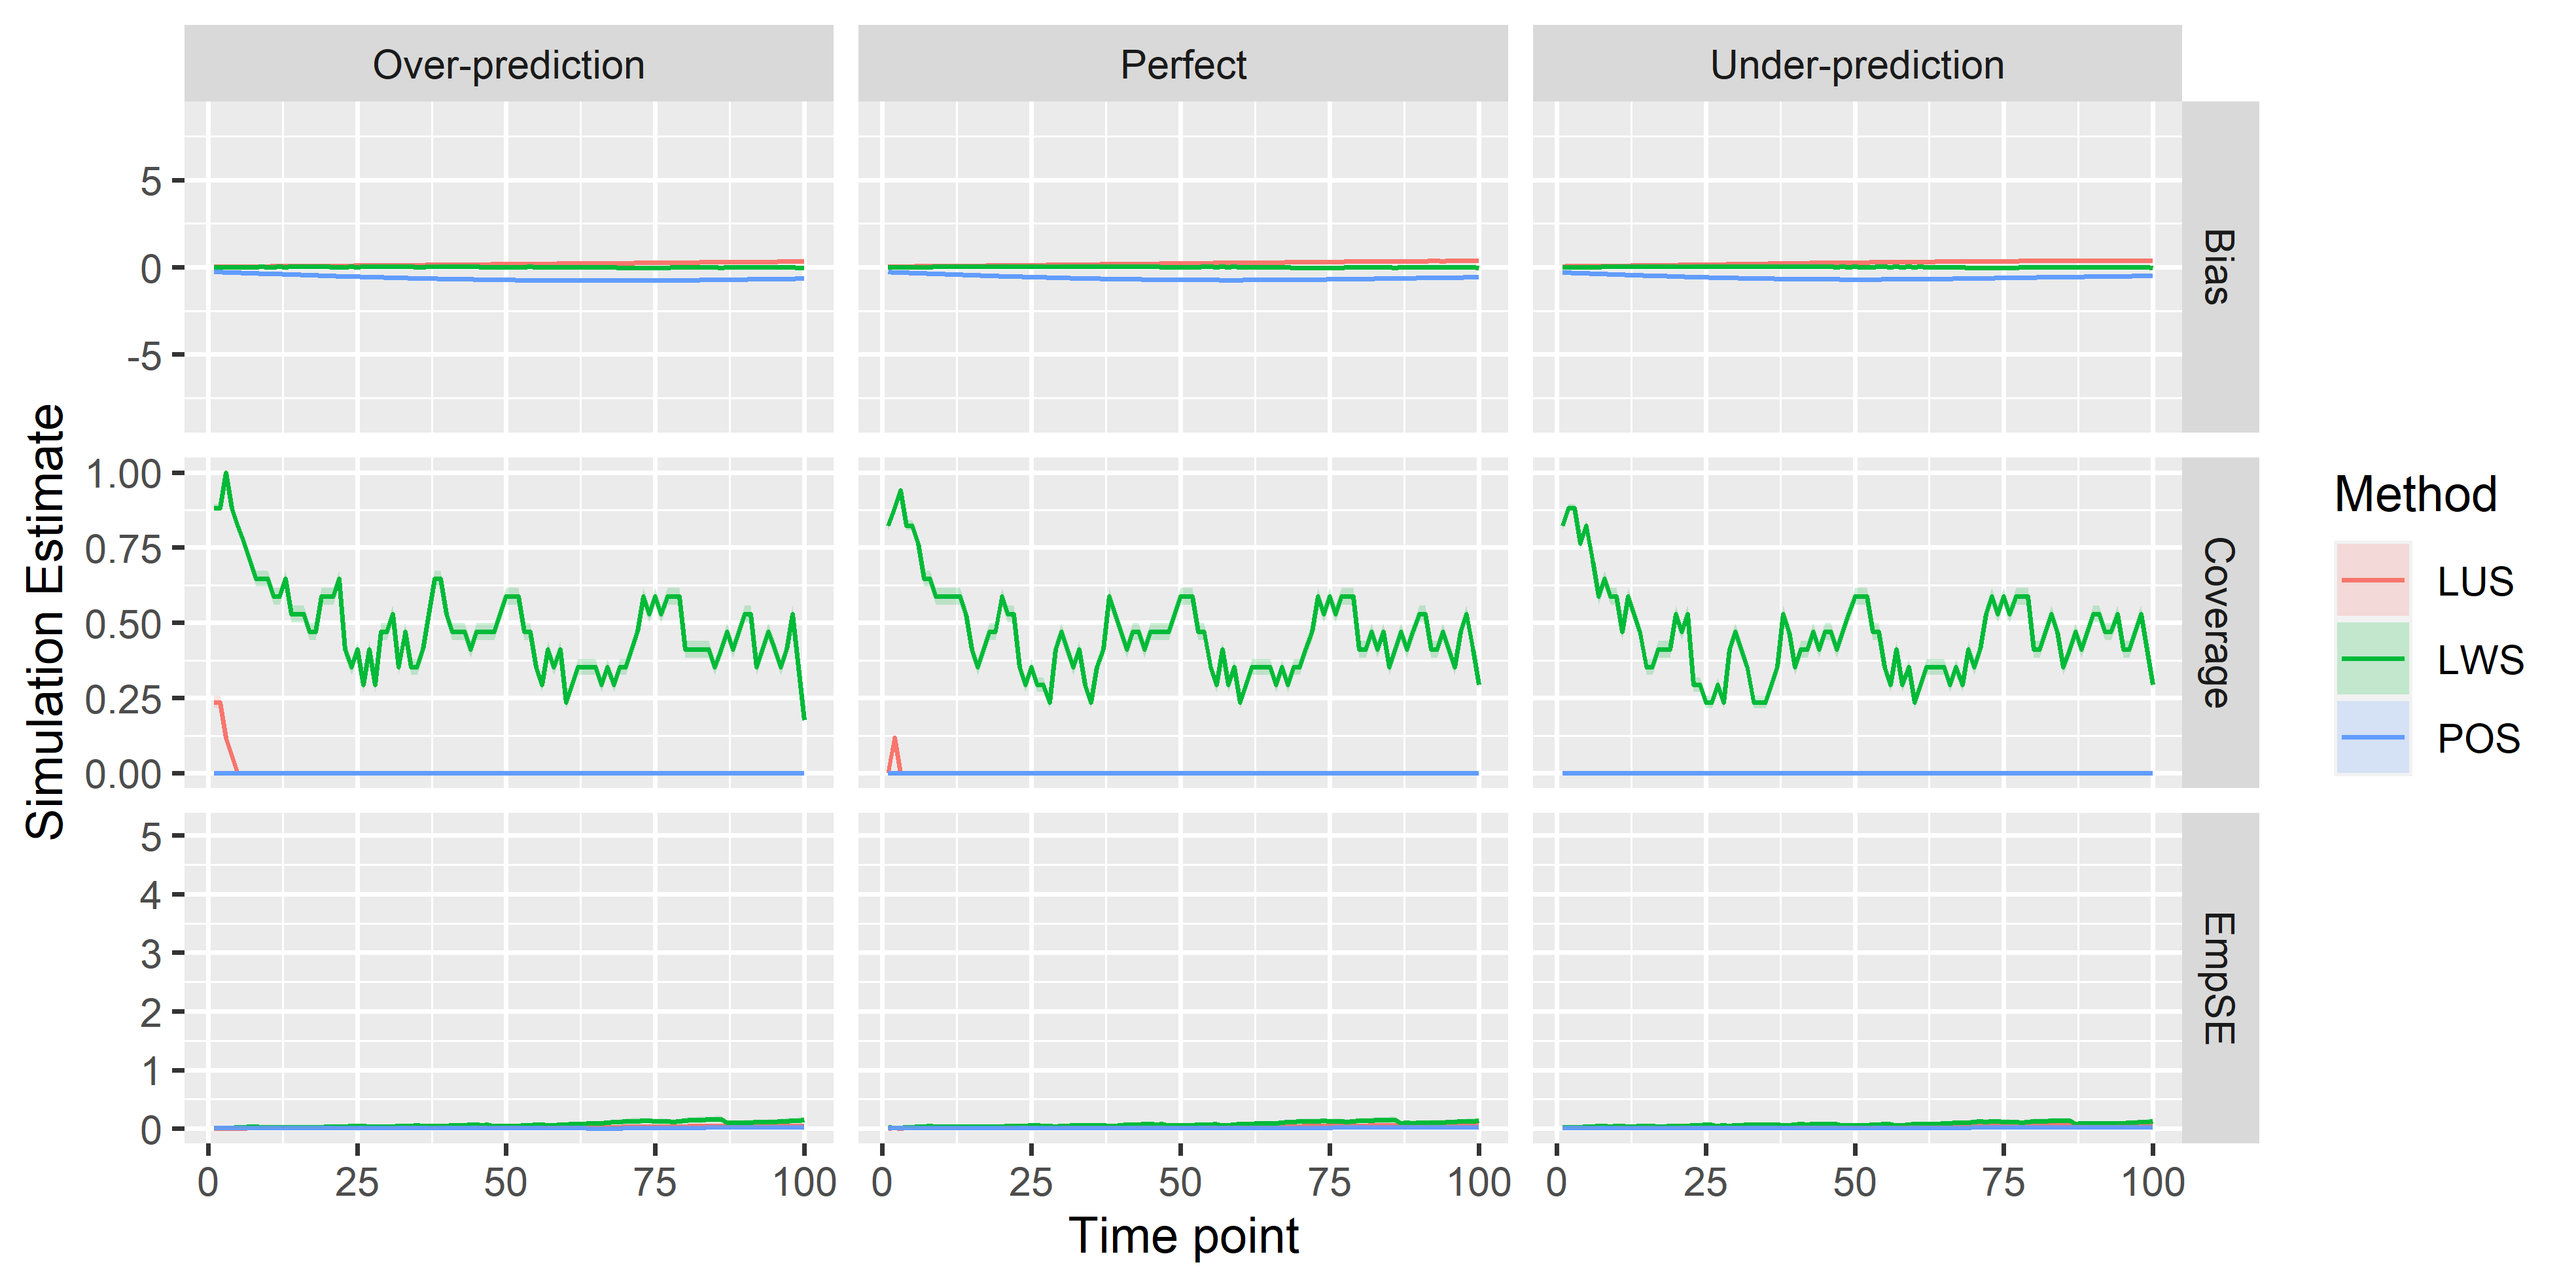 Over-prediction
Perfect
Under-prediction
5
0
-5
Bias
1.00
0.75
0.50
0.25
0.00
Coverage
5
4
3
2
1
0
EmpSE
0 25 50 75 100
0 25 50 75 100
0 25 50 75 100
Time point
Simulation Estimate
Method
LUS
LWS
POS